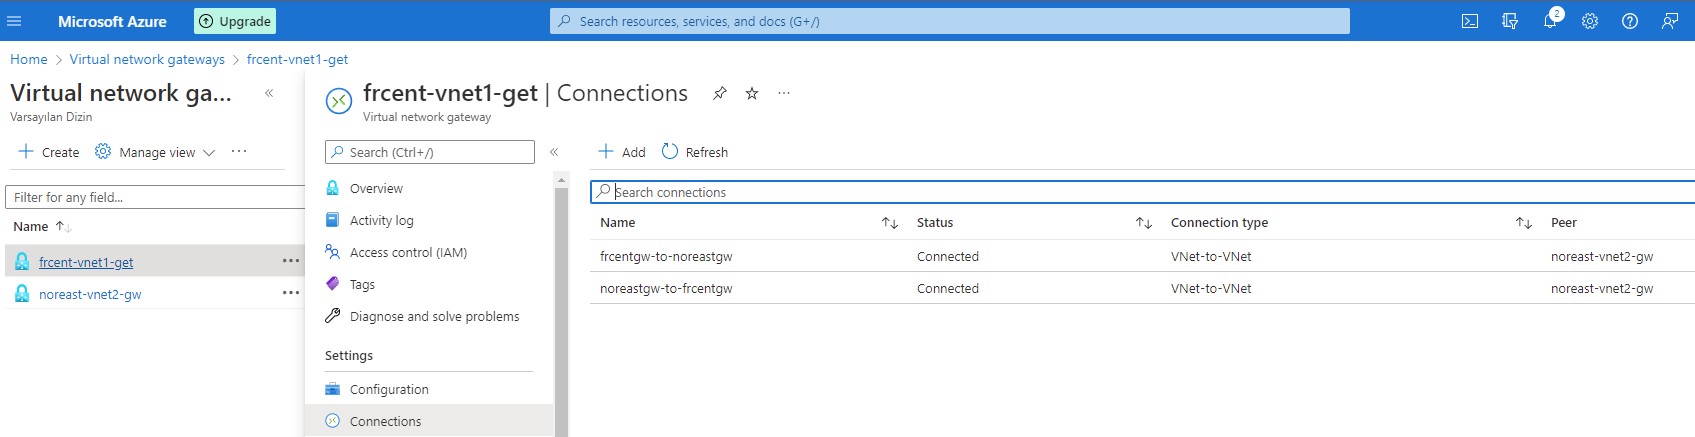 Microsoft Azure
Upgrade
Search resources, services, and docs (G+/)
2
Home > Virtual network gateways > frcent-vnet1-get
Virtual network ga... «
Varsayılan Dizin
+ Create Manage view ...
Filter for any field...
Name ↑↓
frcent-vnet1-get ...
noreast-vnet2-gw ...
frcent-vnet1-get | Connections ...
Virtual network gateway
Search (Ctrl+/) «
Overview
Activity log
Access control (IAM)
Tags
Diagnose and solve problems
Settings
Configuration
Connections
+ Add Refresh
Search connections
Name ↑↓ Status ↑↓ Connection type ↑↓ Peer
frcentgw-to-noreastgw Connected VNet-to-VNet noreast-vnet2-gw
noreastgw-to-frcentgw Connected VNet-to-VNet noreast-vnet2-gw